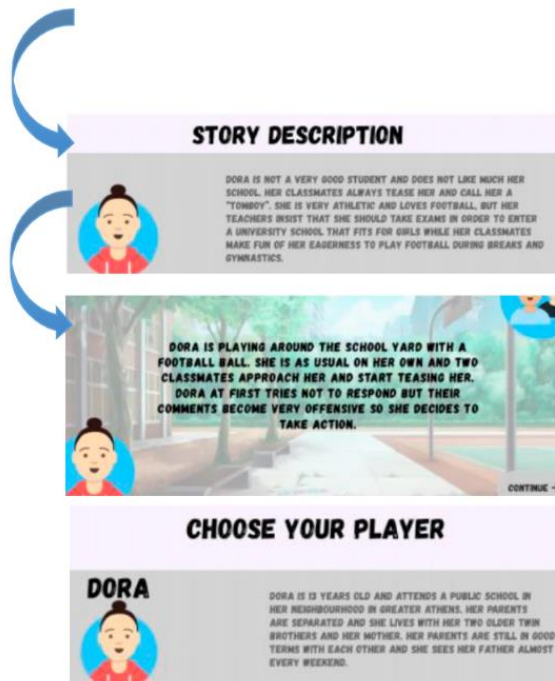 STORY DESCRIPTION
DORA IS NOT A VERY GOOD STUDENT AND DOES NOT LIKE MUCH HER
SCHOOL. HER CLASSMATES ALWAYS TEASE HER AND CALL HER A
"TOMBOY". SHE IS VERY ATHLETIC AND LOVES FOOTBALL, BUT HER
TEACHERS INSIST THAT SHE SHOULD TAKE EXAMS IN ORDER TO ENTER
A UNIVERSITY SCHOOL THAT FITS FOR GIRLS WHILE HER CLASSMATES
MAKE FUN OF HER EAGERNESS TO PLAY FOOTBALL DURING BREAKS AND
GYMNASTICS.
DORA IS PLAYING AROUND THE SCHOOL YARD WITH A
FOOTBALL BALL. SHE IS AS USUAL ON HER OWN AND TWO
CLASSMATES APPROACH HER AND START TEASING HER.
DORA AT FIRST TRIES NOT TO RESPOND BUT THEIR
COMMENTS BECOME VERY OFFENSIVE SO SHE DECIDES TO
TAKE ACTION.
CONTINUE
CHOOSE YOUR PLAYER
DORA
DORA IS 13 YEARS OLD AND ATTENDS A PUBLIC SCHOOL IN
HER NEIGHBOURHOOD IN GREATER ATHENS. HER PARENTS
ARE SEPARATED AND SHE LIVES WITH HER TWO OLDER TWIN
BROTHERS AND HER MOTHER. HER PARENTS ARE STILL IN GOOD
TERMS WITH EACH OTHER AND SHE SEES HER FATHER ALMOST
EVERY WEEKEND.